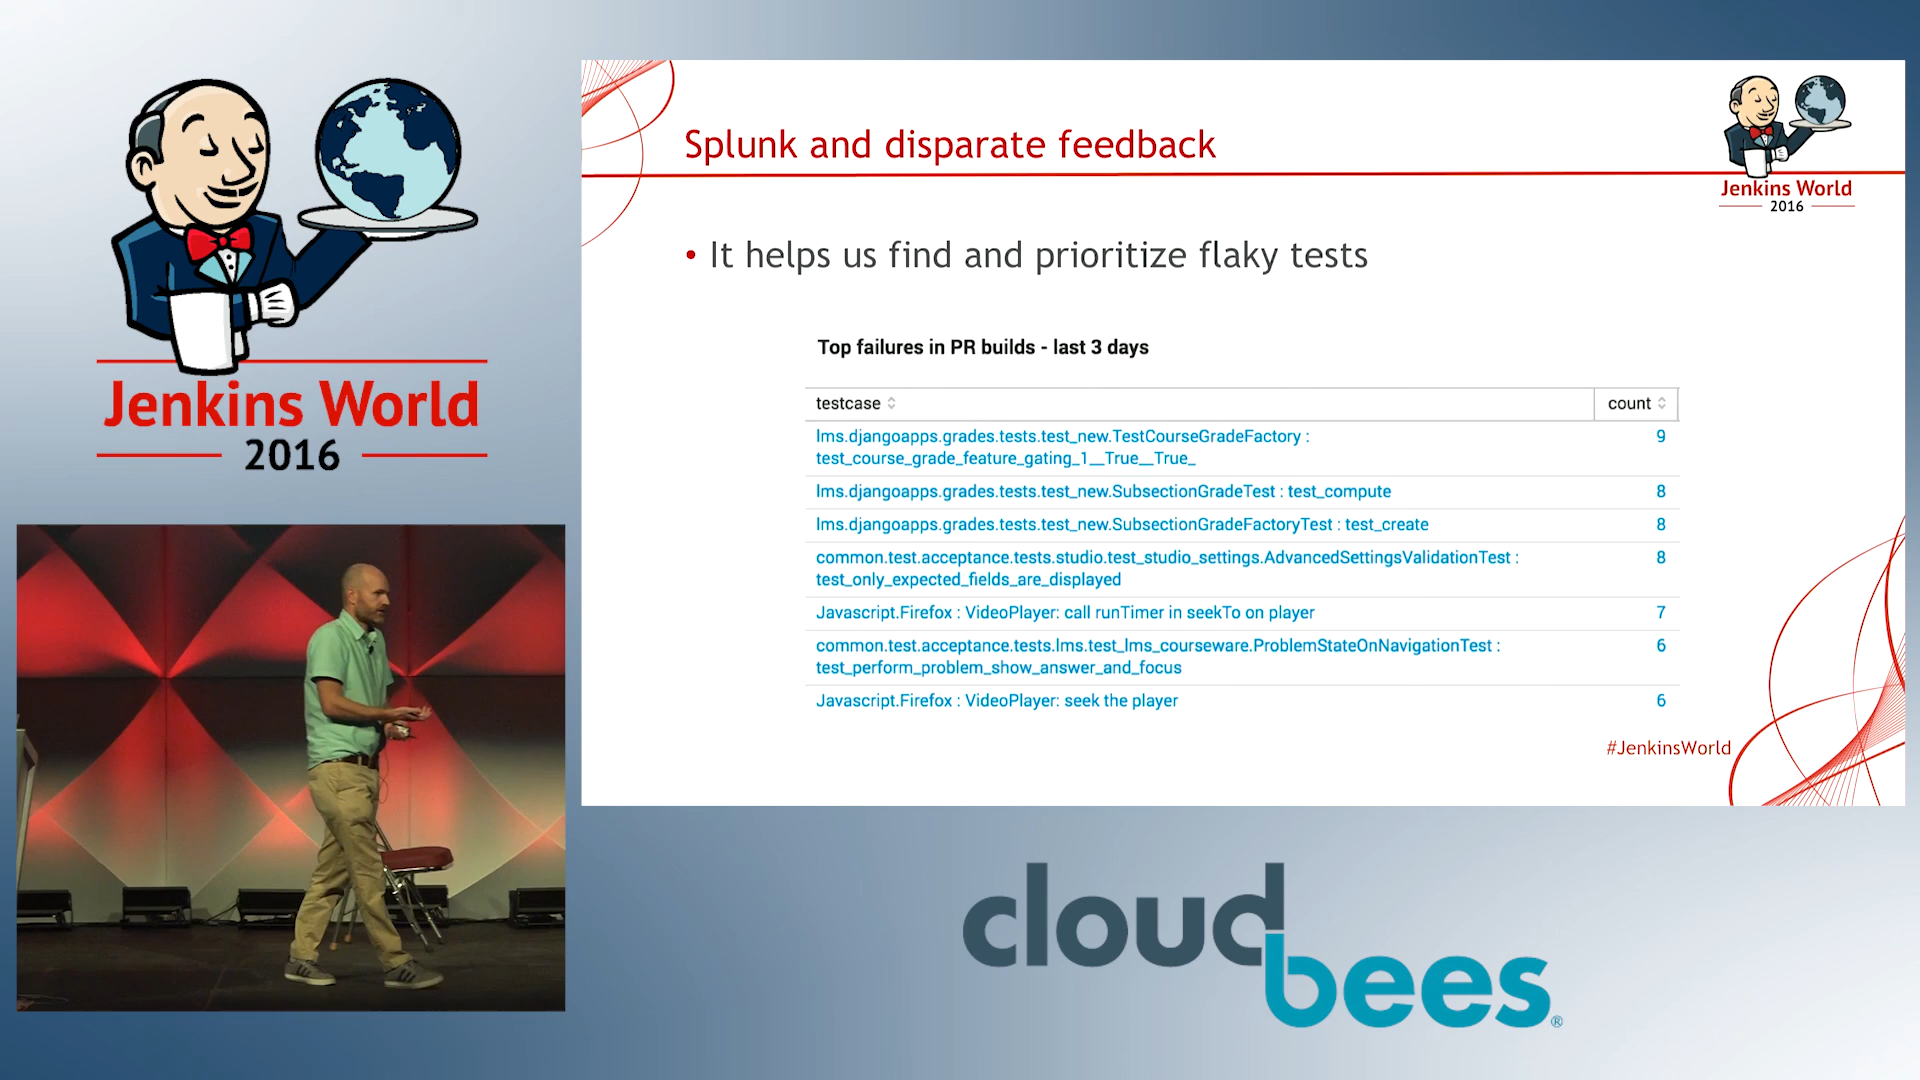 Jenkins World
2016
Splunk and disparate feedback
Jenkins World
2016
• It helps us find and prioritize flaky tests
Top failures in PR builds - last 3 days
testcase count
lms.djangoapps.grades.tests.test_new.TestCourseGradeFactory : 9
test_course_grade_feature_gating_1__True__True_
lms.djangoapps.grades.tests.test_new.SubsectionGradeTest : test_compute 8
lms.djangoapps.grades.tests.test_new.SubsectionGradeFactoryTest : test_create 8
common.test.acceptance.tests.studio.test_studio_settings.AdvancedSettingsValidationTest : 8
test_only_expected_fields_are_displayed
Javascript.Firefox : VideoPlayer: call runTimer in seekTo on player 7
common.test.acceptance.tests.lms.test_lms_courseware.ProblemStateOnNavigationTest : 6
test_perform_problem_show_answer_and_focus
Javascript.Firefox : VideoPlayer: seek the player 6
#JenkinsWorld
cloud
bees®